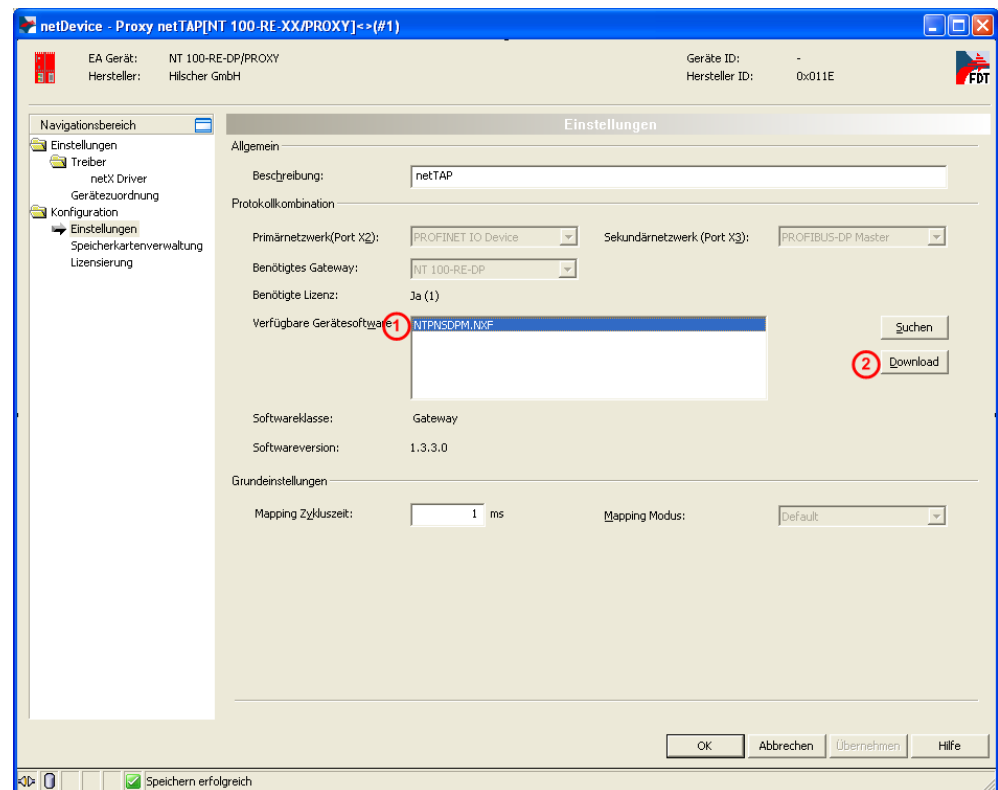 netDevice - Proxy netTAP[NT 100-RE-XX/PROXY]<>(#1)
EA Gerät: NT 100-RE-DP/PROXY Geräte ID: -
Hersteller: Hilscher GmbH Hersteller ID: 0x011E
FDT
Navigationsbereich
Einstellungen
Treiber
netX Driver
Gerätezuordnung
Konfiguration
Einstellungen
Speicherkartenverwaltung
Lizensierung
Einstellungen
Allgemein
Beschreibung: netTAP
Protokollkombination
Primärnetzwerk(Port X2): PROFINET IO Device Sekundärnetzwerk (Port X3): PROFIBUS-DP Master
Benötigtes Gateway: NT 100-RE-DP
Benötigte Lizenz: Ja (1)
Verfügbare Gerätesoftware 1 NTPNSDPM.NXF Suchen
2 Download
Softwareklasse: Gateway
Softwareversion: 1.3.3.0
Grundeinstellungen
Mapping Zykluszeit: 1 ms Mapping Modus: Default
OK Abbrechen Übernehmen Hilfe
Speichern erfolgreich